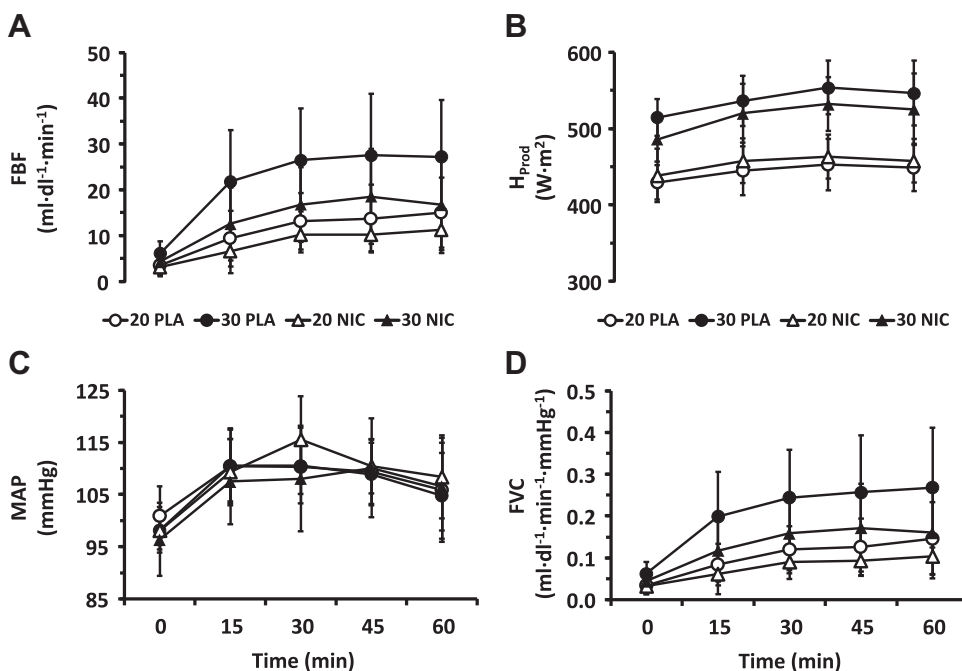 A
FBF
(ml·dl⁻¹·min⁻¹)
50
40
30
20
10
0
20 PLA 30 PLA 20 NIC 30 NIC
B
H_Prod
(W·m²)
600
500
400
300
20 PLA 30 PLA 20 NIC 30 NIC
C
MAP
(mmHg)
125
115
105
95
85
0 15 30 45 60
Time (min)
D
FVC
(ml·dl⁻¹·min⁻¹·mmHg⁻¹)
0.5
0.4
0.3
0.2
0.1
0.0
0 15 30 45 60
Time (min)